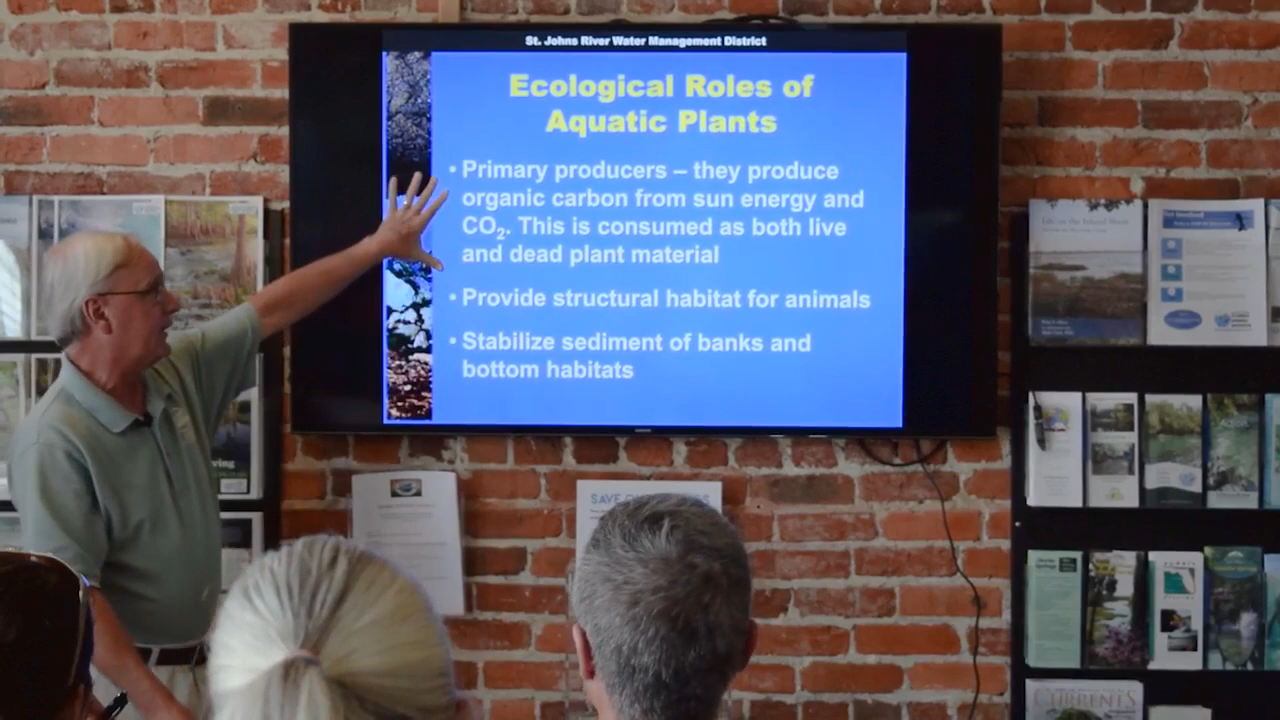 St. Johns River Water Management District
Ecological Roles of
Aquatic Plants
• Primary producers – they produce
organic carbon from sun energy and
CO₂. This is consumed as both live
and dead plant material
• Provide structural habitat for animals
• Stabilize sediment of banks and
bottom habitats
SAVE
CURRENTS